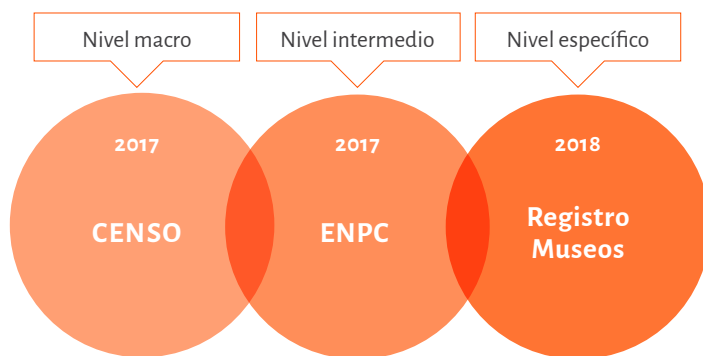 Nivel macro
Nivel intermedio
Nivel específico
2017
2017
2018
CENSO
ENPC
Registro
Museos